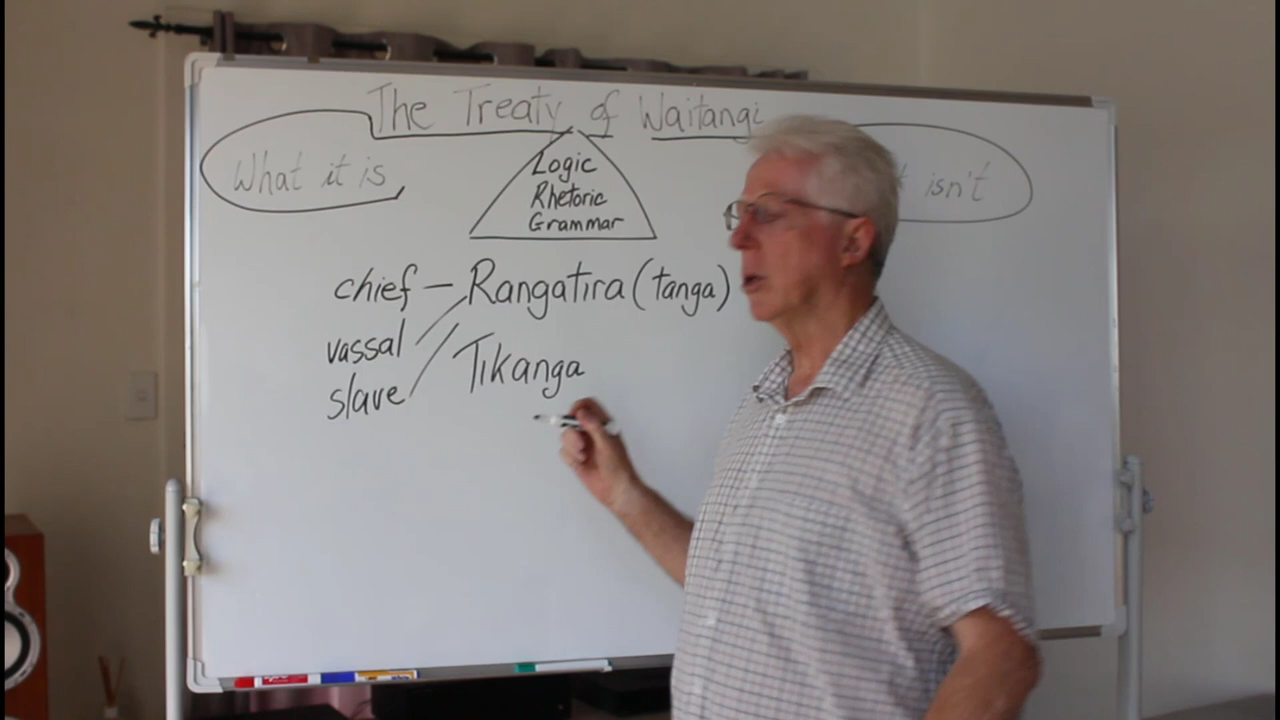 The Treaty of Waitangi
What it is
isn't
Logic
Rhetoric
Grammar
chief – Rangatira (tanga)
vassal
Tikanga
slave